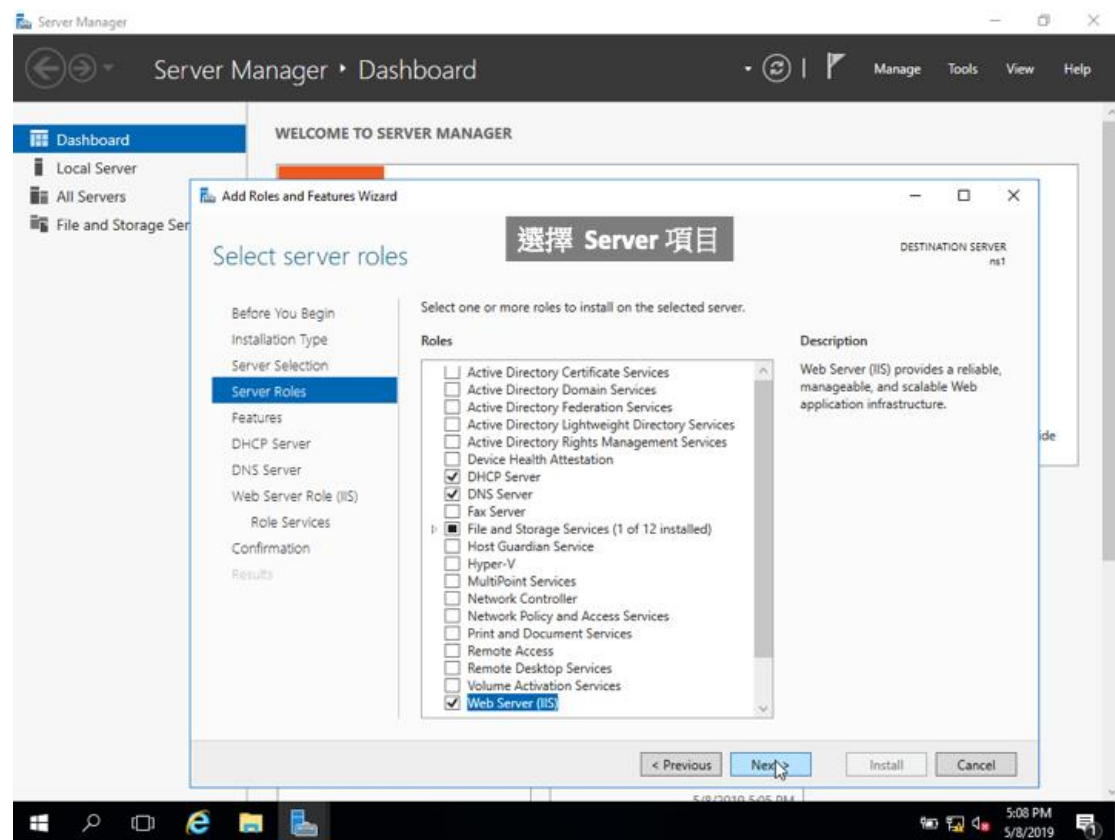 Server Manager
Server Manager • Dashboard
Manage Tools View Help
Dashboard
Local Server
All Servers
File and Storage Ser
WELCOME TO SERVER MANAGER
Add Roles and Features Wizard
Select server roles
選擇 Server 項目
DESTINATION SERVER
ns1
Before You Begin
Installation Type
Server Selection
Server Roles
Features
DHCP Server
DNS Server
Web Server Role (IIS)
Role Services
Confirmation
Results
Select one or more roles to install on the selected server.
Roles
Active Directory Certificate Services
Active Directory Domain Services
Active Directory Federation Services
Active Directory Lightweight Directory Services
Active Directory Rights Management Services
Device Health Attestation
DHCP Server
DNS Server
Fax Server
File and Storage Services (1 of 12 installed)
Host Guardian Service
Hyper-V
MultiPoint Services
Network Controller
Network Policy and Access Services
Print and Document Services
Remote Access
Remote Desktop Services
Volume Activation Services
Web Server (IIS)
Description
Web Server (IIS) provides a reliable,
manageable, and scalable Web
application infrastructure.
ide
< Previous
Next >
Install
Cancel
5/8/2019 5:05 PM
5:08 PM
5/8/2019